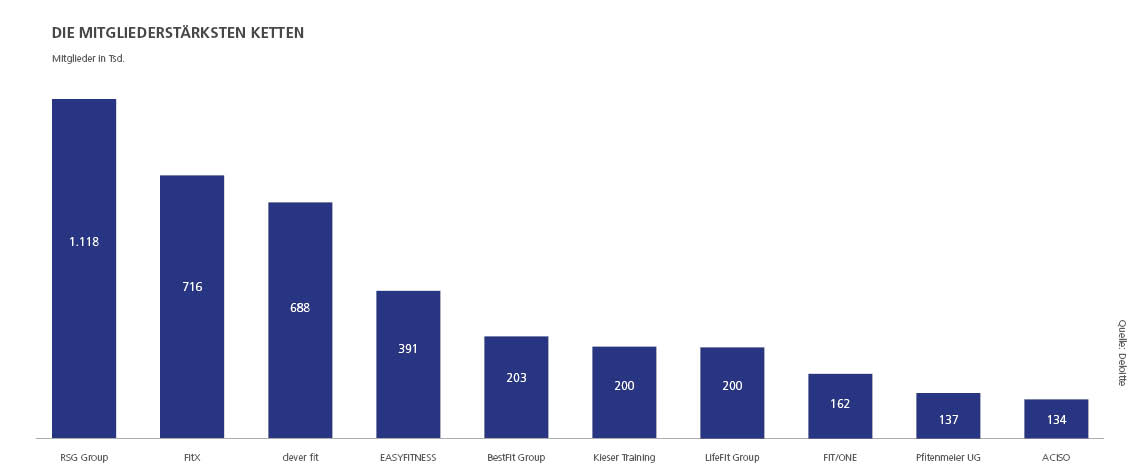 DIE MITGLIEDERSTÄRKSTEN KETTEN
Mitglieder in Tsd.
1.118
716
688
391
203
200
200
162
137
134
RSG Group
FitX
clever fit
EASYFITNESS
BestFit Group
Kieser Training
LifeFit Group
FIT/ONE
Pfitzenmeier UG
ACISO
Quelle: Deloitte